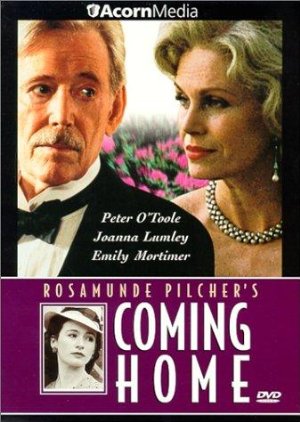 AcornMedia
Peter O'Toole
Joanna Lumley
Emily Mortimer
ROSAMUNDE PILCHER'S
COMING
HOME
DVD